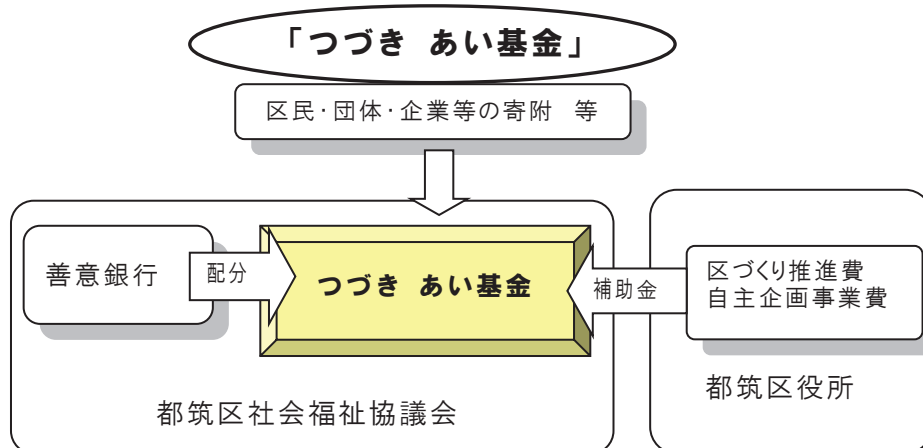 「つづき あい基金」
区民・団体・企業等の寄附 等
善意銀行
配分
つづき あい基金
補助金
区づくり推進費
自主企画事業費
都筑区社会福祉協議会
都筑区役所